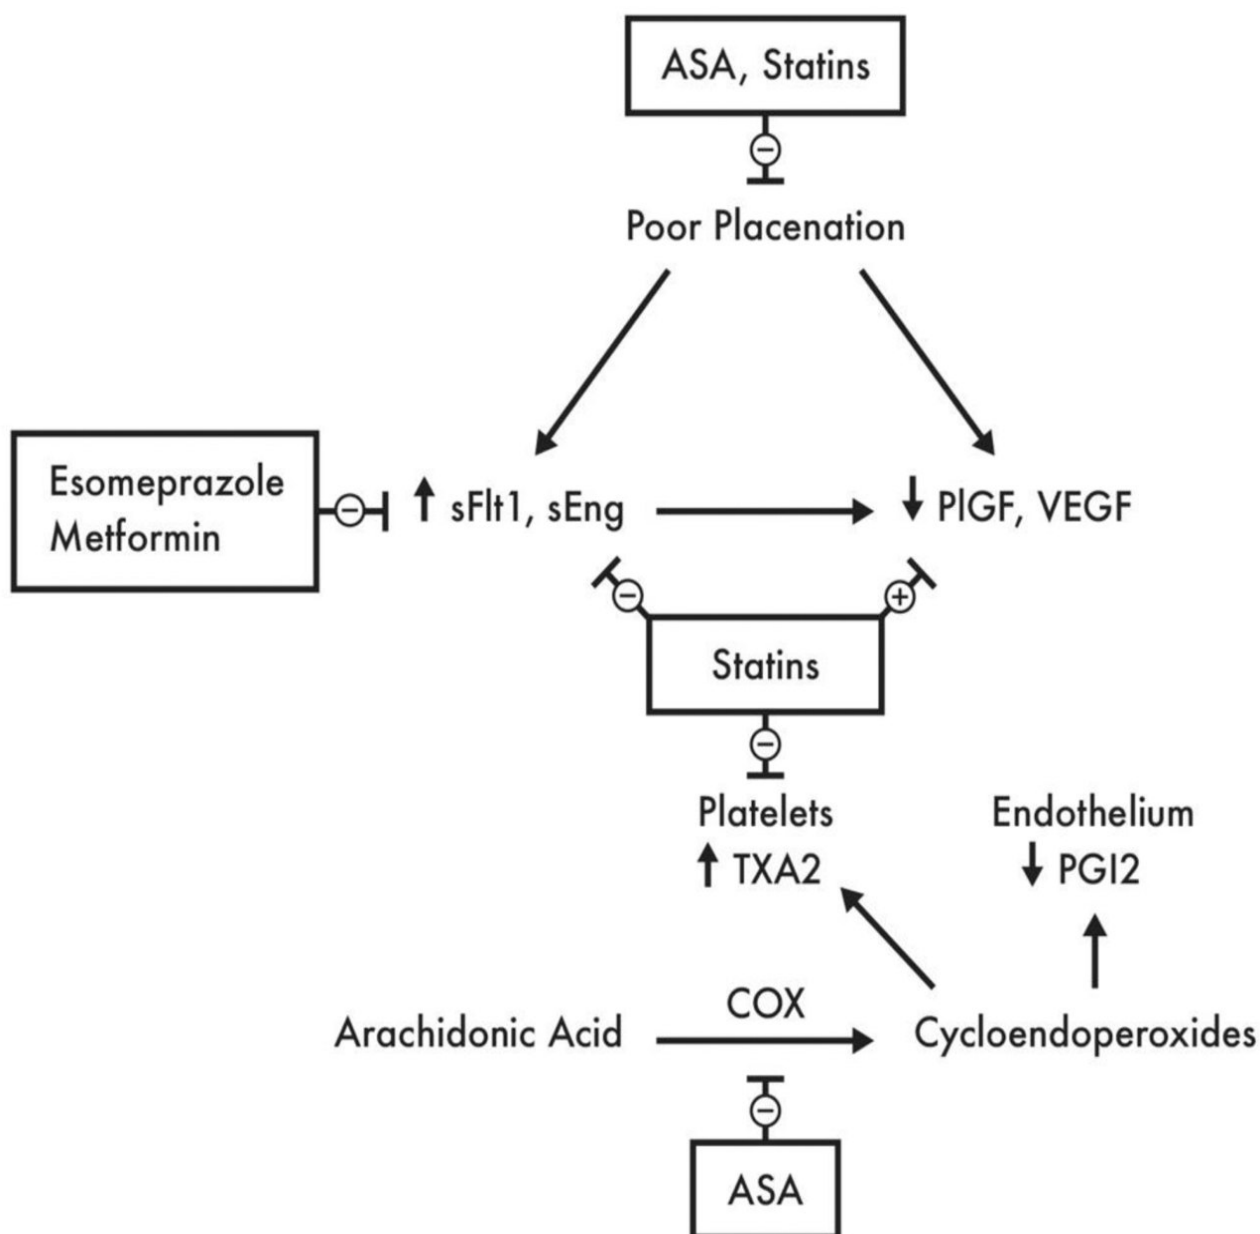 ASA, Statins
−
Poor Placenation
Esomeprazole
Metformin
−
↑ sFlt1, sEng
↓ PlGF, VEGF
−
+
Statins
−
Platelets
↑ TXA2
Endothelium
↓ PGI2
COX
Arachidonic Acid
Cycloendoperoxides
−
ASA